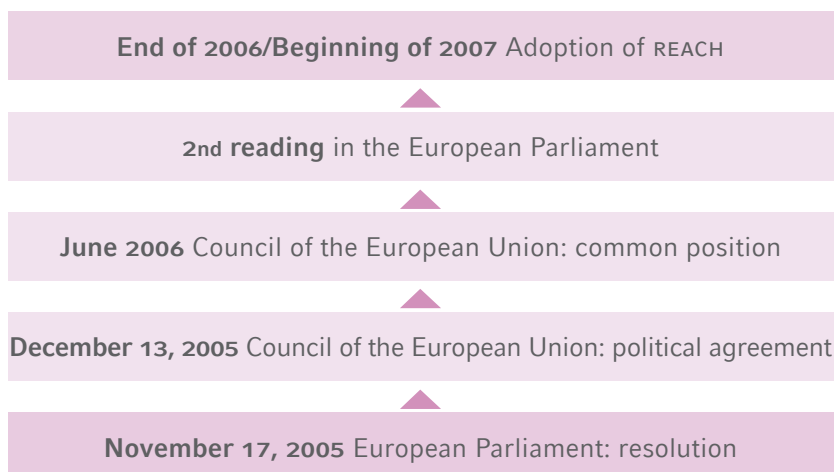 End of 2006/Beginning of 2007 Adoption of REACH
2nd reading in the European Parliament
June 2006 Council of the European Union: common position
December 13, 2005 Council of the European Union: political agreement
November 17, 2005 European Parliament: resolution